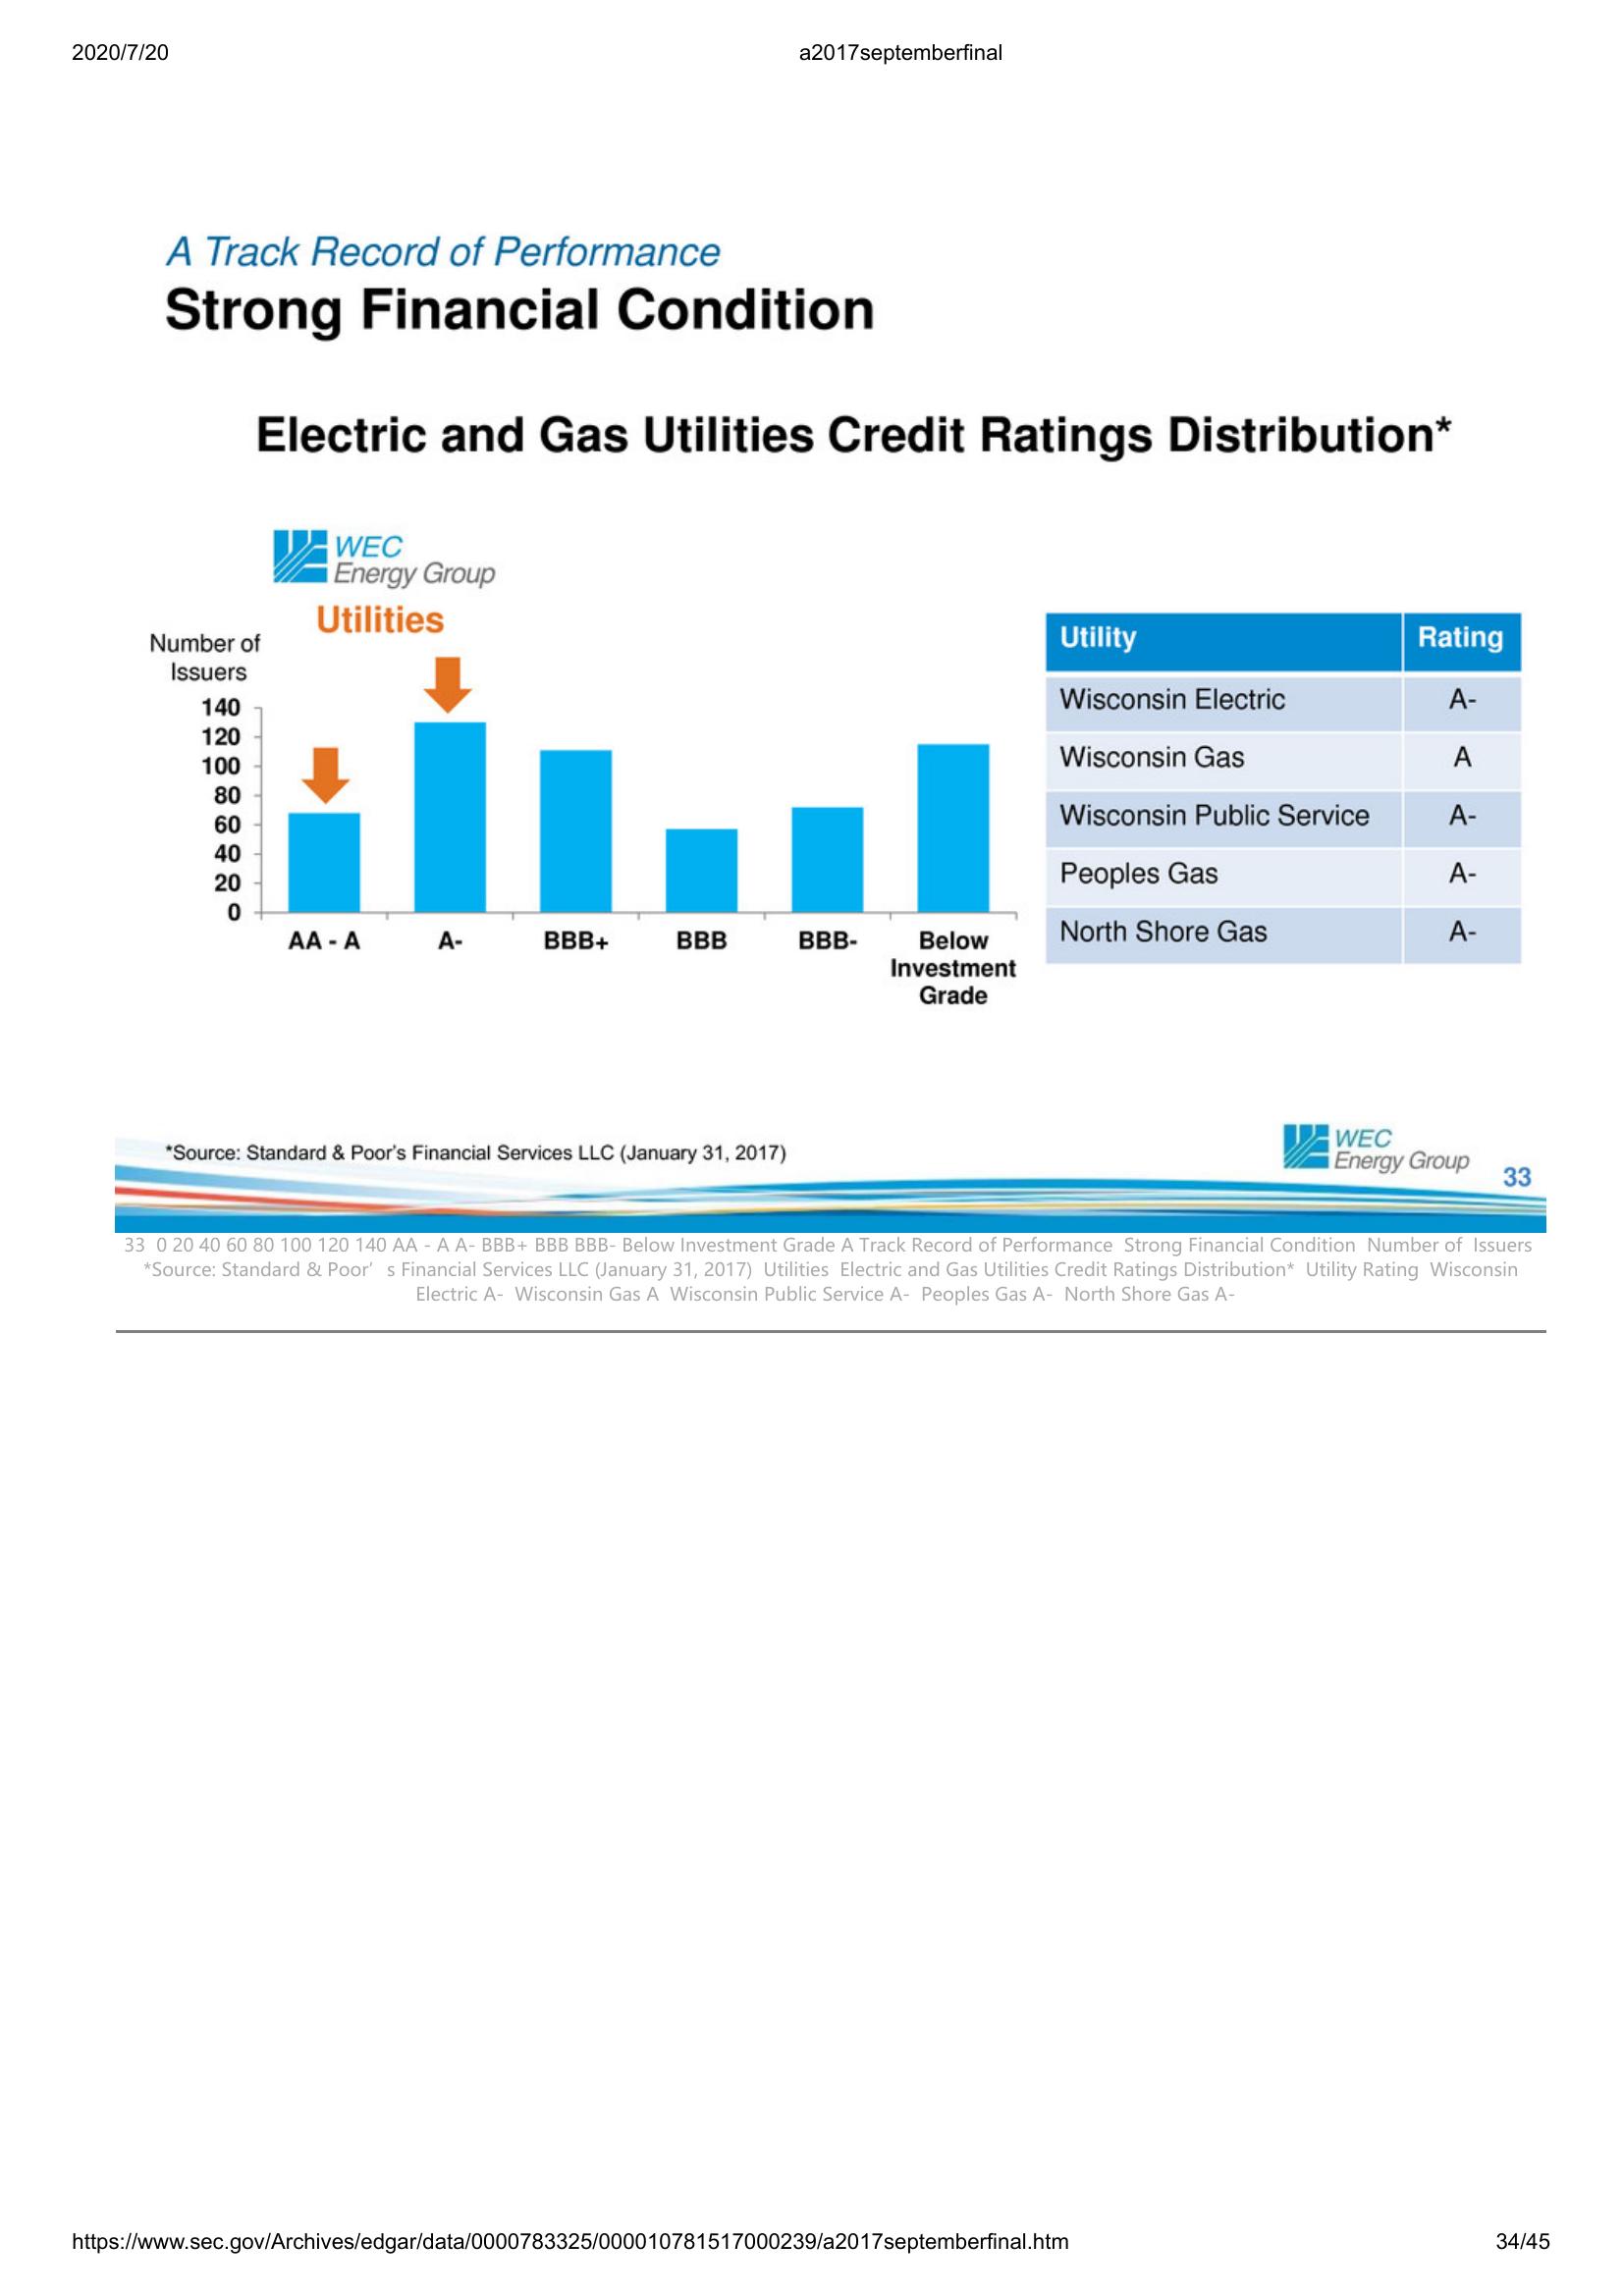 2020/7/20 a2017septemberfinal
A Track Record of Performance
Strong Financial Condition
Electric and Gas Utilities Credit Ratings Distribution*
WEC
Energy Group
Utilities
Number of
Issuers
140
120
100
80
60
40
20
0
AA - A A- BBB+ BBB BBB- Below
Investment
Grade
Utility Rating
Wisconsin Electric A-
Wisconsin Gas A
Wisconsin Public Service A-
Peoples Gas A-
North Shore Gas A-
*Source: Standard & Poor's Financial Services LLC (January 31, 2017)
WEC
Energy Group
33
33 0 20 40 60 80 100 120 140 AA - A A- BBB+ BBB BBB- Below Investment Grade A Track Record of Performance Strong Financial Condition Number of Issuers
*Source: Standard & Poor’ s Financial Services LLC (January 31, 2017) Utilities Electric and Gas Utilities Credit Ratings Distribution* Utility Rating Wisconsin
Electric A- Wisconsin Gas A Wisconsin Public Service A- Peoples Gas A- North Shore Gas A-
https://www.sec.gov/Archives/edgar/data/0000783325/000010781517000239/a2017septemberfinal.htm 34/45